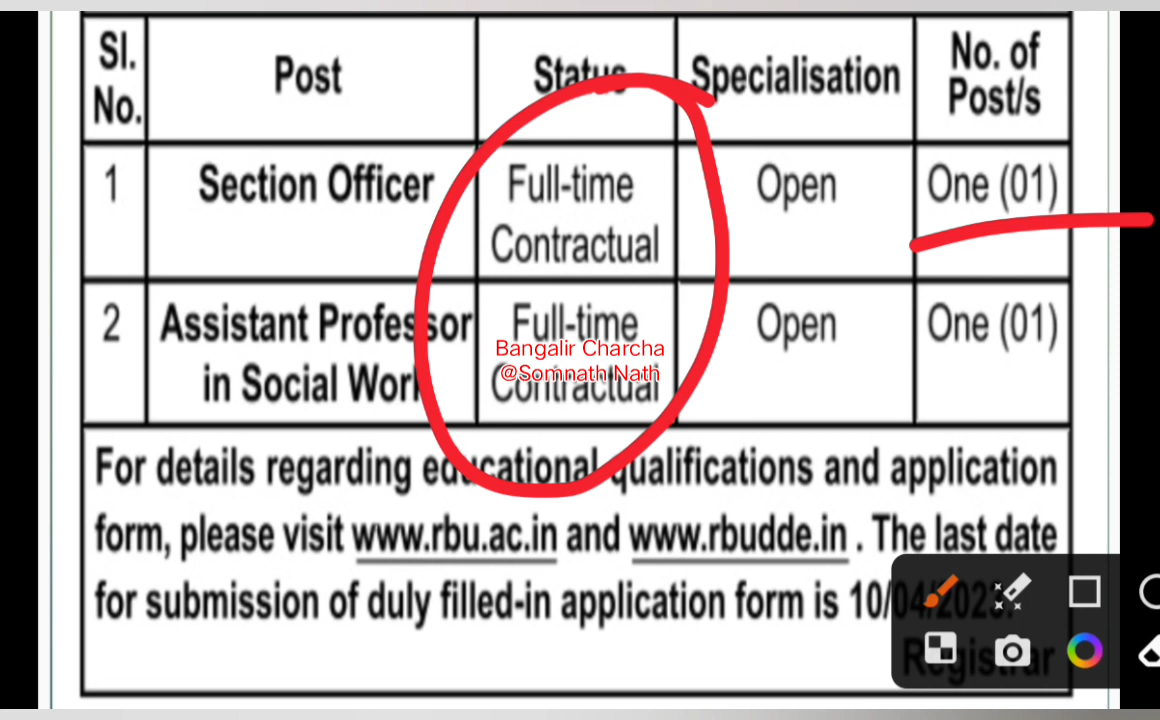 Sl. No.
Post
Status
Specialisation
No. of Post/s
1
Section Officer
Full-time Contractual
Open
One (01)
2
Assistant Professor in Social Work
Full-time Contractual
Open
One (01)
Bangalir Charcha
@Somnath Nath
For details regarding educational qualifications and application
form, please visit www.rbu.ac.in and www.rbudde.in . The last date
for submission of duly filled-in application form is 10/04/2023.
Registrar